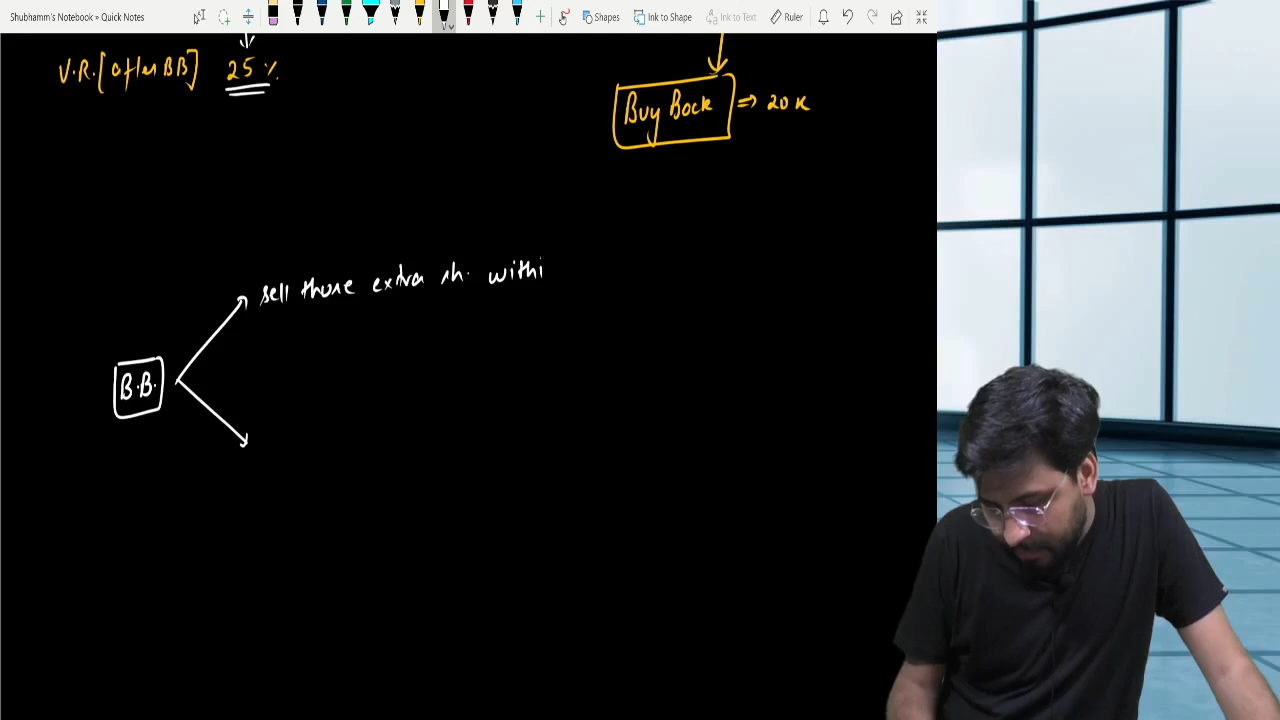 Shubhamm's Notebook » Quick Notes
Shapes
Ink to Shape
Ink to Text
Ruler
V.R. [after BB] 25 %
Buy Back ⇒ 20 K
sell those extra sh. withi
B.B.